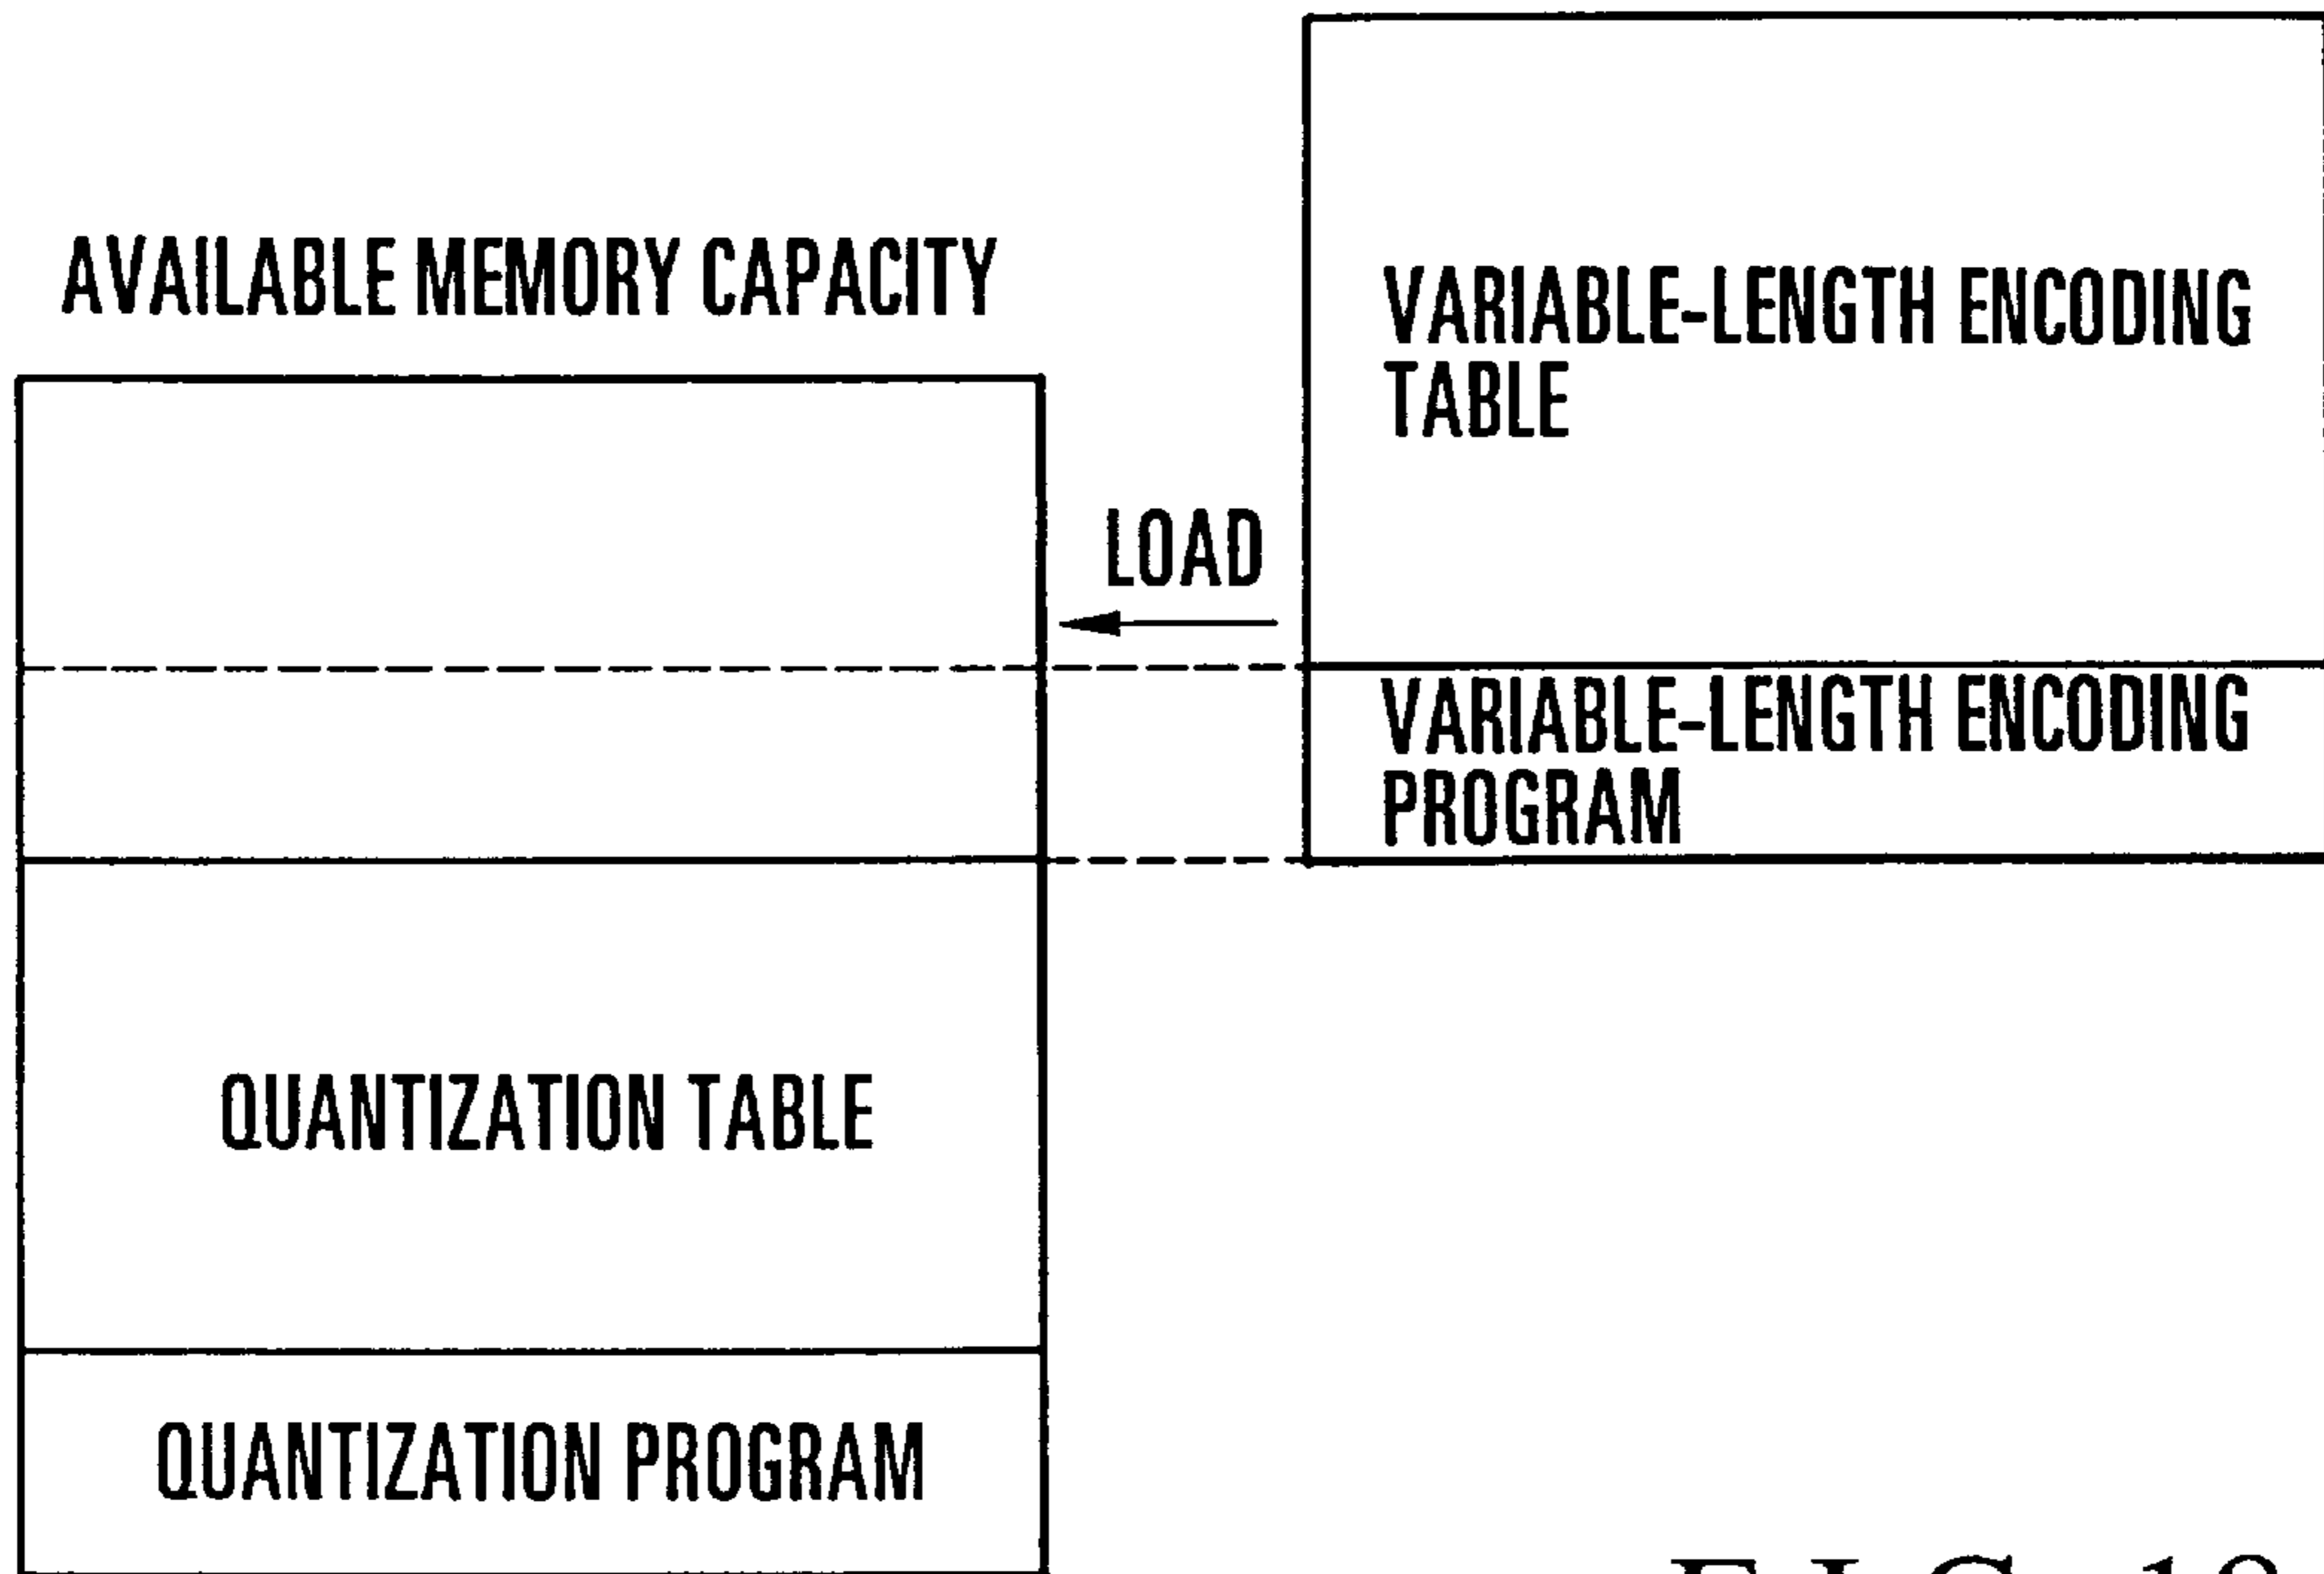 AVAILABLE MEMORY CAPACITY
VARIABLE-LENGTH ENCODING
TABLE
LOAD
VARIABLE-LENGTH ENCODING
PROGRAM
QUANTIZATION TABLE
QUANTIZATION PROGRAM